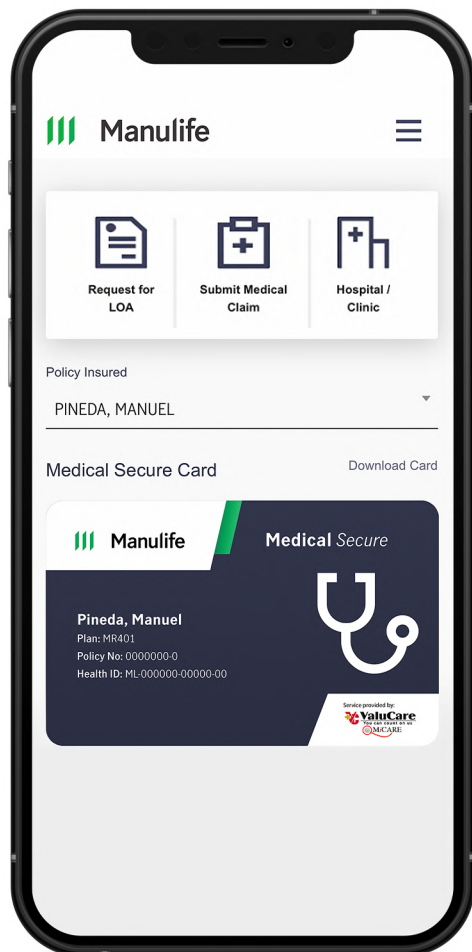 Manulife
Request for
LOA
Submit Medical
Claim
Hospital /
Clinic
Policy Insured
PINEDA, MANUEL
Medical Secure Card
Download Card
Manulife
Medical Secure
Pineda, Manuel
Plan: MR401
Policy No: 0000000-0
Health ID: ML-000000-00000-00
Service provided by:
ValuCare
YOU CAN COUNT ON US
MiCARE